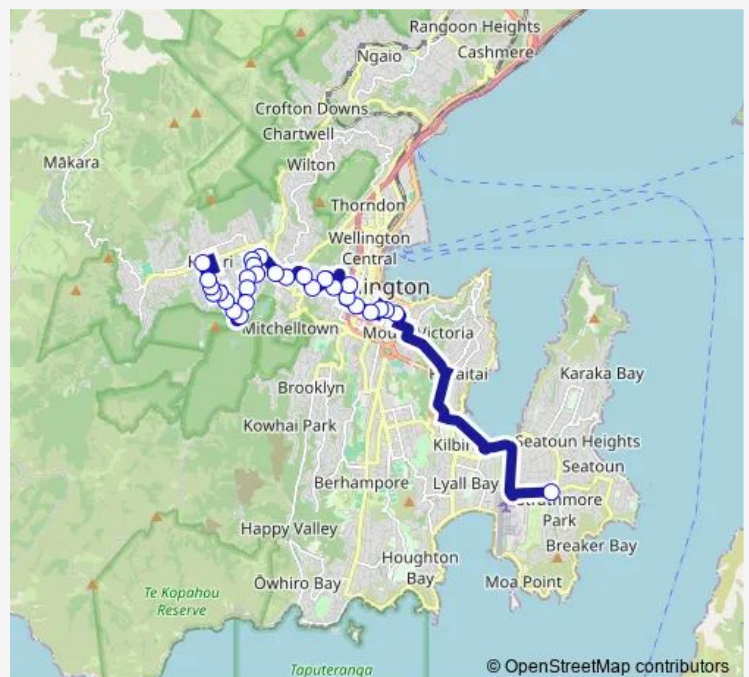 Rangoon Heights
Ngaio
Cashmere
Crofton Downs
Chartwell
Mākara
Wilton
Thorndon
Wellington
Central
lington
Mitchelltown
Victoria
Karaka Bay
Brooklyn
Kowhai Park
Seatoun Heights
Seatoun
Berhampore
Lyall Bay
Strathmore
Park
Happy Valley
Breaker Bay
Houghton
Bay
Ōwhiro Bay
Moa Point
Te Kopahou
Reserve
Taputeranga
© OpenStreetMap contributors